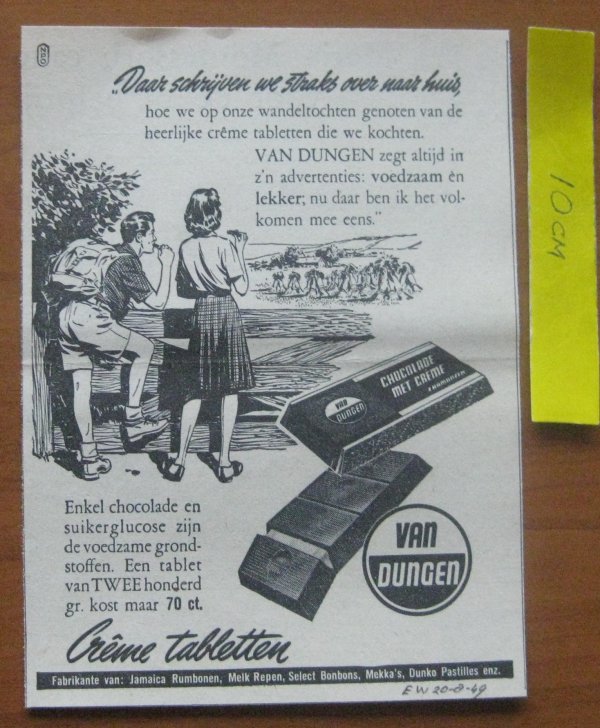 „Daar schrijven we straks over naar huis,
hoe we op onze wandeltochten genoten van de
heerlijke crême tabletten die we kochten.
VAN DUNGEN zegt altijd in
z'n advertenties: voedzaam èn
lekker; nu daar ben ik het vol-
komen mee eens."
10 CM
CHOCOLADE
MET CREME
VAN
DUNGEN
Enkel chocolade en
suikerglucose zijn
de voedzame grond-
stoffen. Een tablet
van TWEE honderd
gr. kost maar 70 ct.
VAN
DUNGEN
Crême tabletten
Fabrikante van: Jamaica Rumbonen, Melk Repen, Select Bonbons, Mekka's, Dunko Pastilles enz.
EW 20-8-49